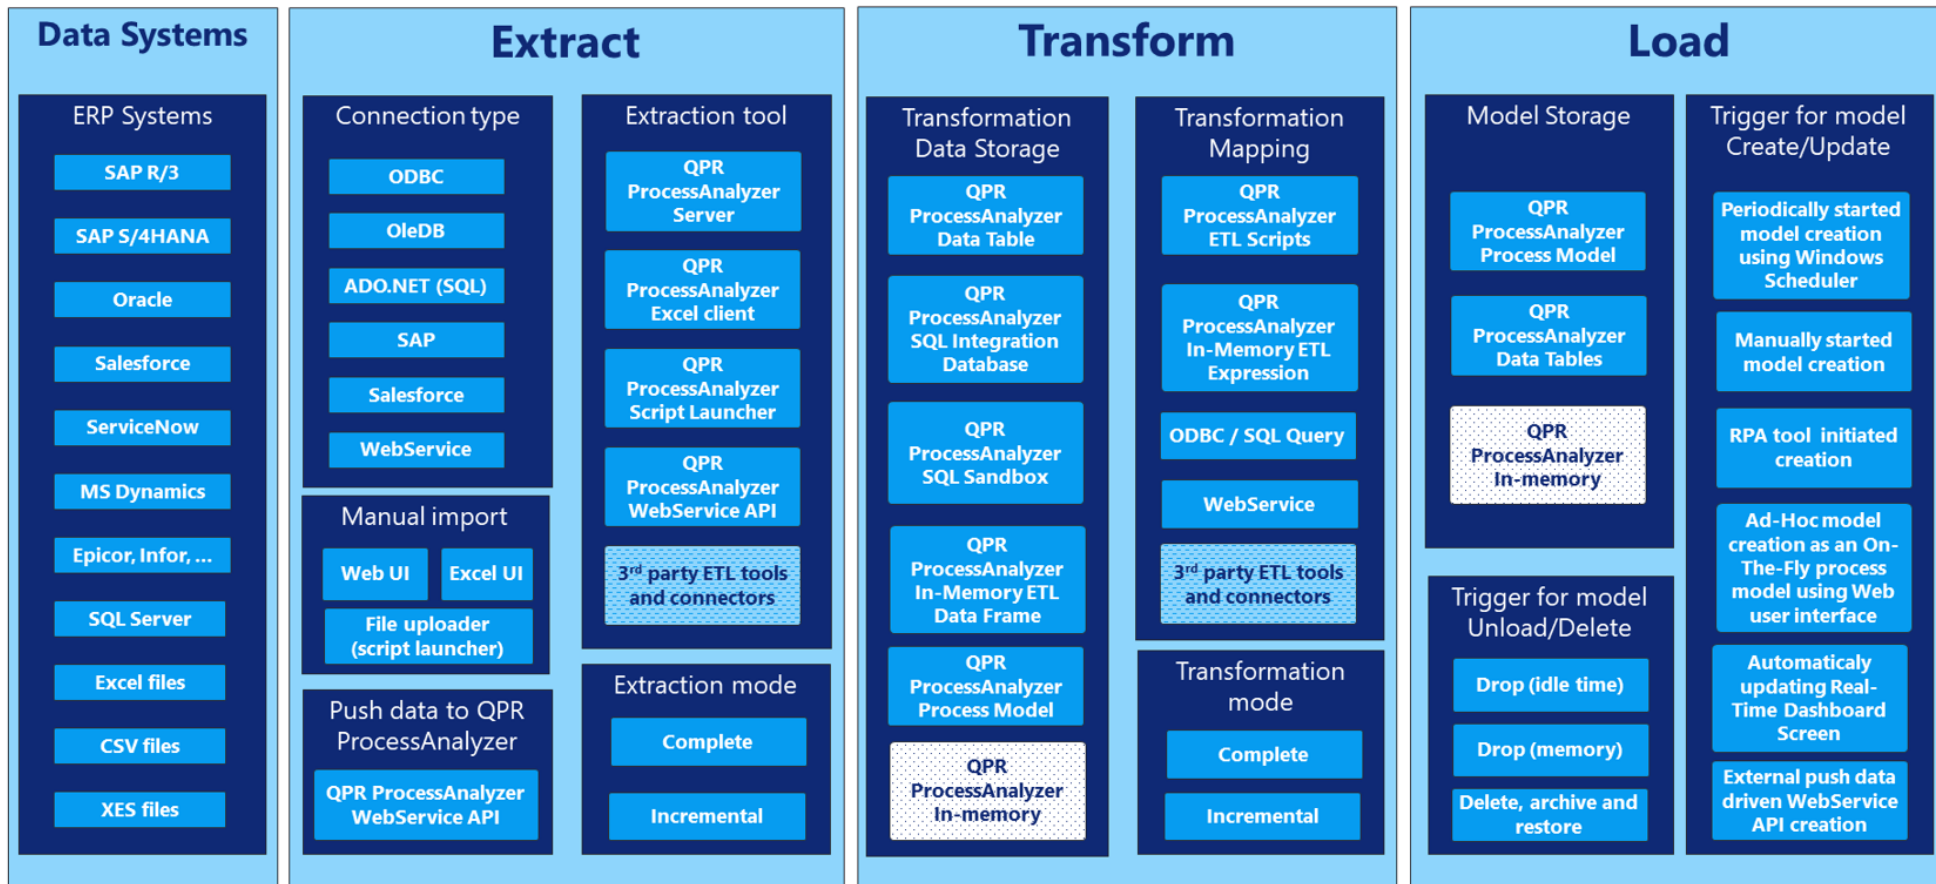 Data Systems
ERP Systems
SAP R/3
SAP S/4HANA
Oracle
Salesforce
ServiceNow
MS Dynamics
Epicor, Infor, ...
SQL Server
Excel files
CSV files
XES files
Extract
Connection type
ODBC
OleDB
ADO.NET (SQL)
SAP
Salesforce
WebService
Manual import
Web UI
Excel UI
File uploader
(script launcher)
Push data to QPR
ProcessAnalyzer
QPR ProcessAnalyzer
WebService API
Extraction tool
QPR
ProcessAnalyzer
Server
QPR
ProcessAnalyzer
Excel client
QPR
ProcessAnalyzer
Script Launcher
QPR
ProcessAnalyzer
WebService API
3rd party ETL tools
and connectors
Extraction mode
Complete
Incremental
Transform
Transformation
Data Storage
QPR
ProcessAnalyzer
Data Table
QPR
ProcessAnalyzer
SQL Integration
Database
QPR
ProcessAnalyzer
SQL Sandbox
QPR
ProcessAnalyzer
In-Memory ETL
Data Frame
QPR
ProcessAnalyzer
Process Model
QPR
ProcessAnalyzer
In-memory
Transformation
Mapping
QPR
ProcessAnalyzer
ETL Scripts
QPR
ProcessAnalyzer
In-Memory ETL
Expression
ODBC / SQL Query
WebService
3rd party ETL tools
and connectors
Transformation
mode
Complete
Incremental
Load
Model Storage
QPR
ProcessAnalyzer
Process Model
QPR
ProcessAnalyzer
Data Tables
QPR
ProcessAnalyzer
In-memory
Trigger for model
Unload/Delete
Drop (idle time)
Drop (memory)
Delete, archive and
restore
Trigger for model
Create/Update
Periodically started
model creation
using Windows
Scheduler
Manually started
model creation
RPA tool initiated
creation
Ad-Hoc model
creation as an On-
The-Fly process
model using Web
user interface
Automaticaly
updating Real-
Time Dashboard
Screen
External push data
driven WebService
API creation